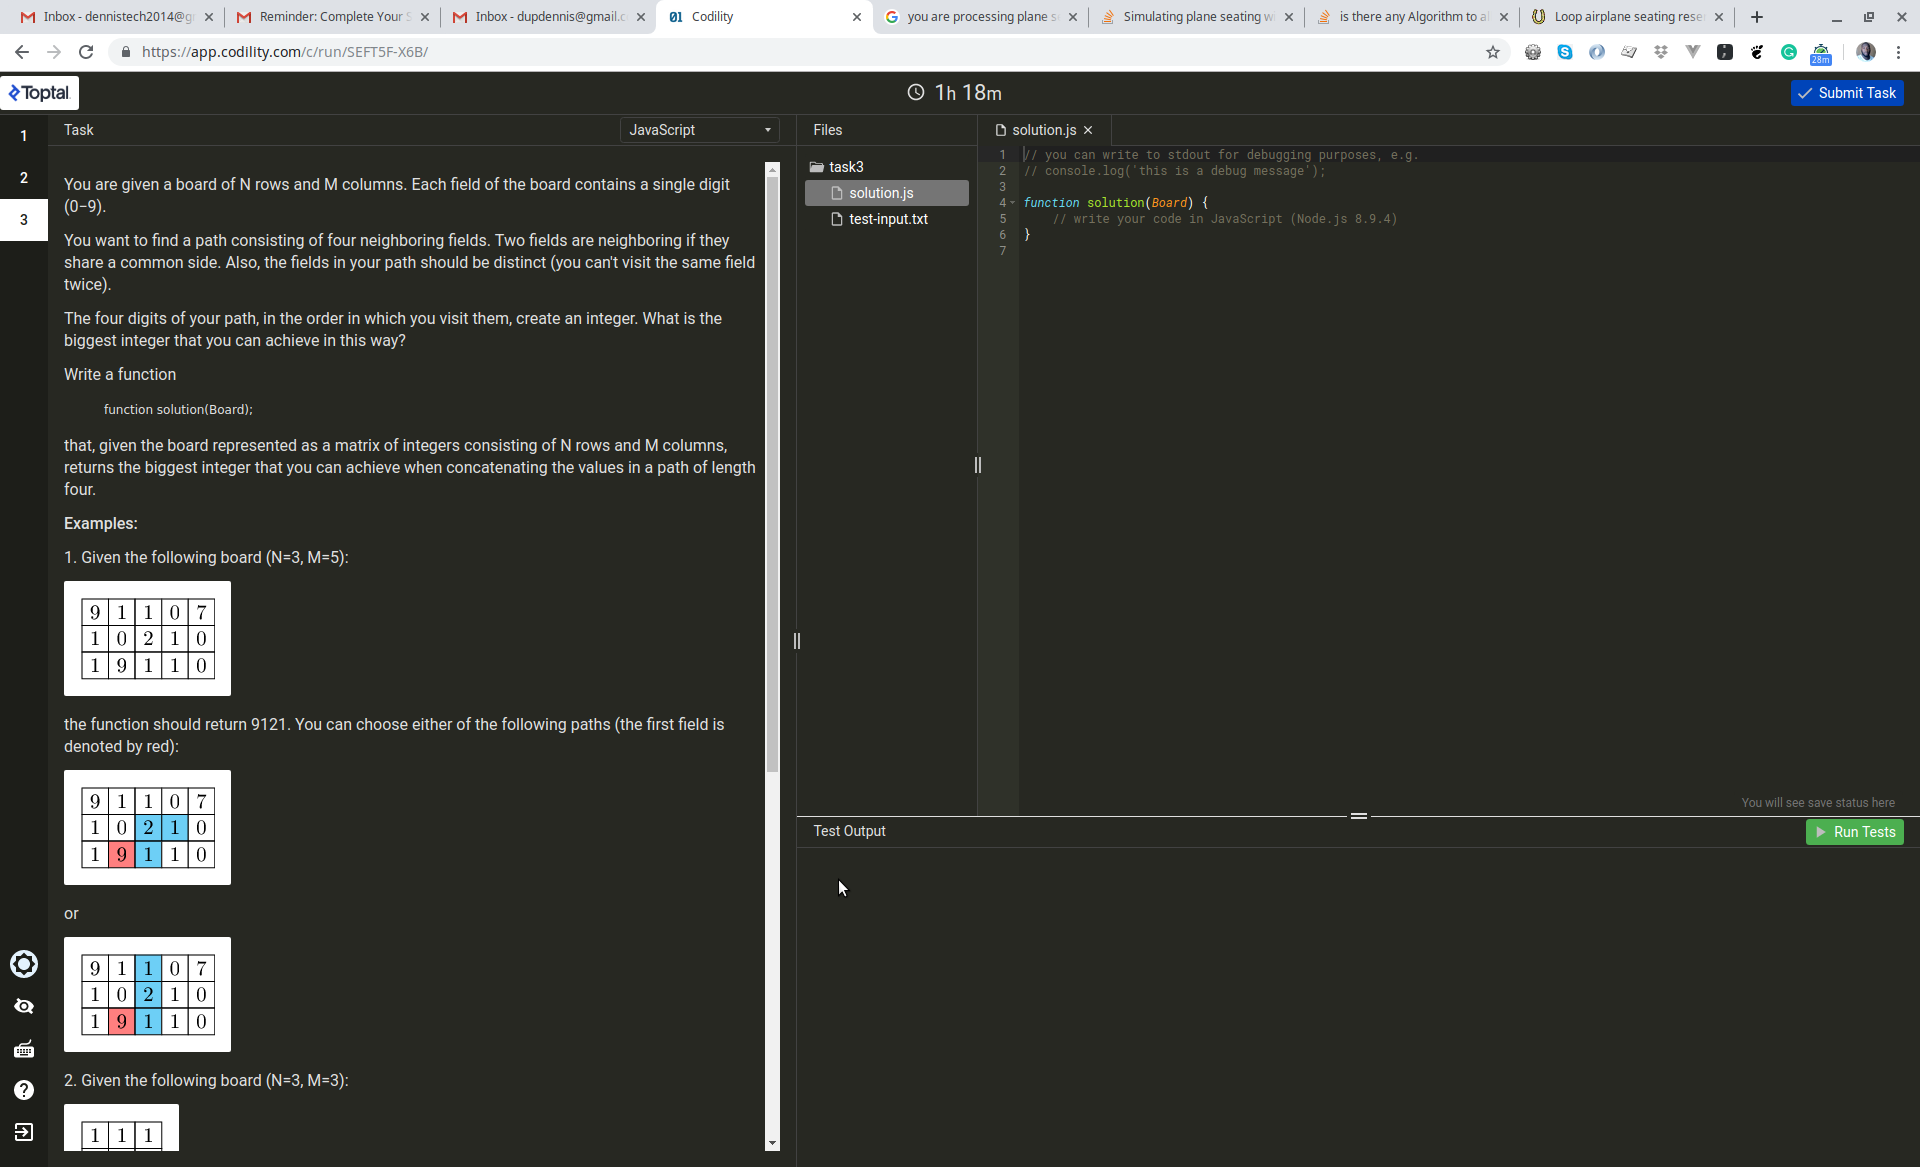 Inbox - dennistech2014@g
Reminder: Complete Your S
Inbox - dupdennis@gmail.c
Codility
you are processing plane s
Simulating plane seating w
is there any Algorithm to al
Loop airplane seating rese
https://app.codility.com/c/run/SEFT5F-X6B/
28m
Toptal
1h 18m
Submit Task
1
2
3
Task
JavaScript
You are given a board of N rows and M columns. Each field of the board contains a single digit
(0−9).
You want to find a path consisting of four neighboring fields. Two fields are neighboring if they
share a common side. Also, the fields in your path should be distinct (you can't visit the same field
twice).
The four digits of your path, in the order in which you visit them, create an integer. What is the
biggest integer that you can achieve in this way?
Write a function
function solution(Board);
that, given the board represented as a matrix of integers consisting of N rows and M columns,
returns the biggest integer that you can achieve when concatenating the values in a path of length
four.
Examples:
1. Given the following board (N=3, M=5):
9 1 1 0 7
1 0 2 1 0
1 9 1 1 0
the function should return 9121. You can choose either of the following paths (the first field is
denoted by red):
9 1 1 0 7
1 0 2 1 0
1 9 1 1 0
or
9 1 1 0 7
1 0 2 1 0
1 9 1 1 0
2. Given the following board (N=3, M=3):
1 1 1
Files
task3
solution.js
test-input.txt
solution.js
1 // you can write to stdout for debugging purposes, e.g.
2 // console.log('this is a debug message');
3
4 function solution(Board) {
5 // write your code in JavaScript (Node.js 8.9.4)
6 }
7
You will see save status here
Test Output
Run Tests